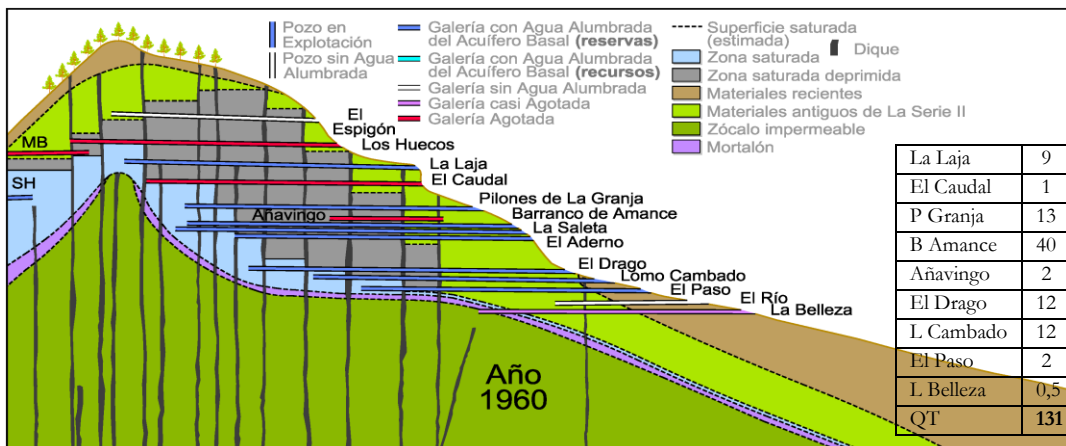 Pozo en
Explotación
Pozo sin Agua
Alumbrada
Galería con Agua Alumbrada
del Acuífero Basal (reservas)
Galería con Agua Alumbrada
del Acuífero Basal (recursos)
Galería sin Agua Alumbrada
Galería casi Agotada
Galería Agotada
Superficie saturada
(estimada)
Dique
Zona saturada
Zona saturada deprimida
Materiales recientes
Materiales antiguos de La Serie II
Zócalo impermeable
Mortalón
MB
SH
El
Espigón
Los Huecos
La Laja
El Caudal
Pilones de La Granja
Añavingo
Barranco de Amance
La Saleta
El Aderno
El Drago
Lomo Cambado
El Paso
El Río
La Belleza
Año
1960
La Laja 9
El Caudal 1
P Granja 13
B Amance 40
Añavingo 2
El Drago 12
L Cambado 12
El Paso 2
L Belleza 0,5
QT 131